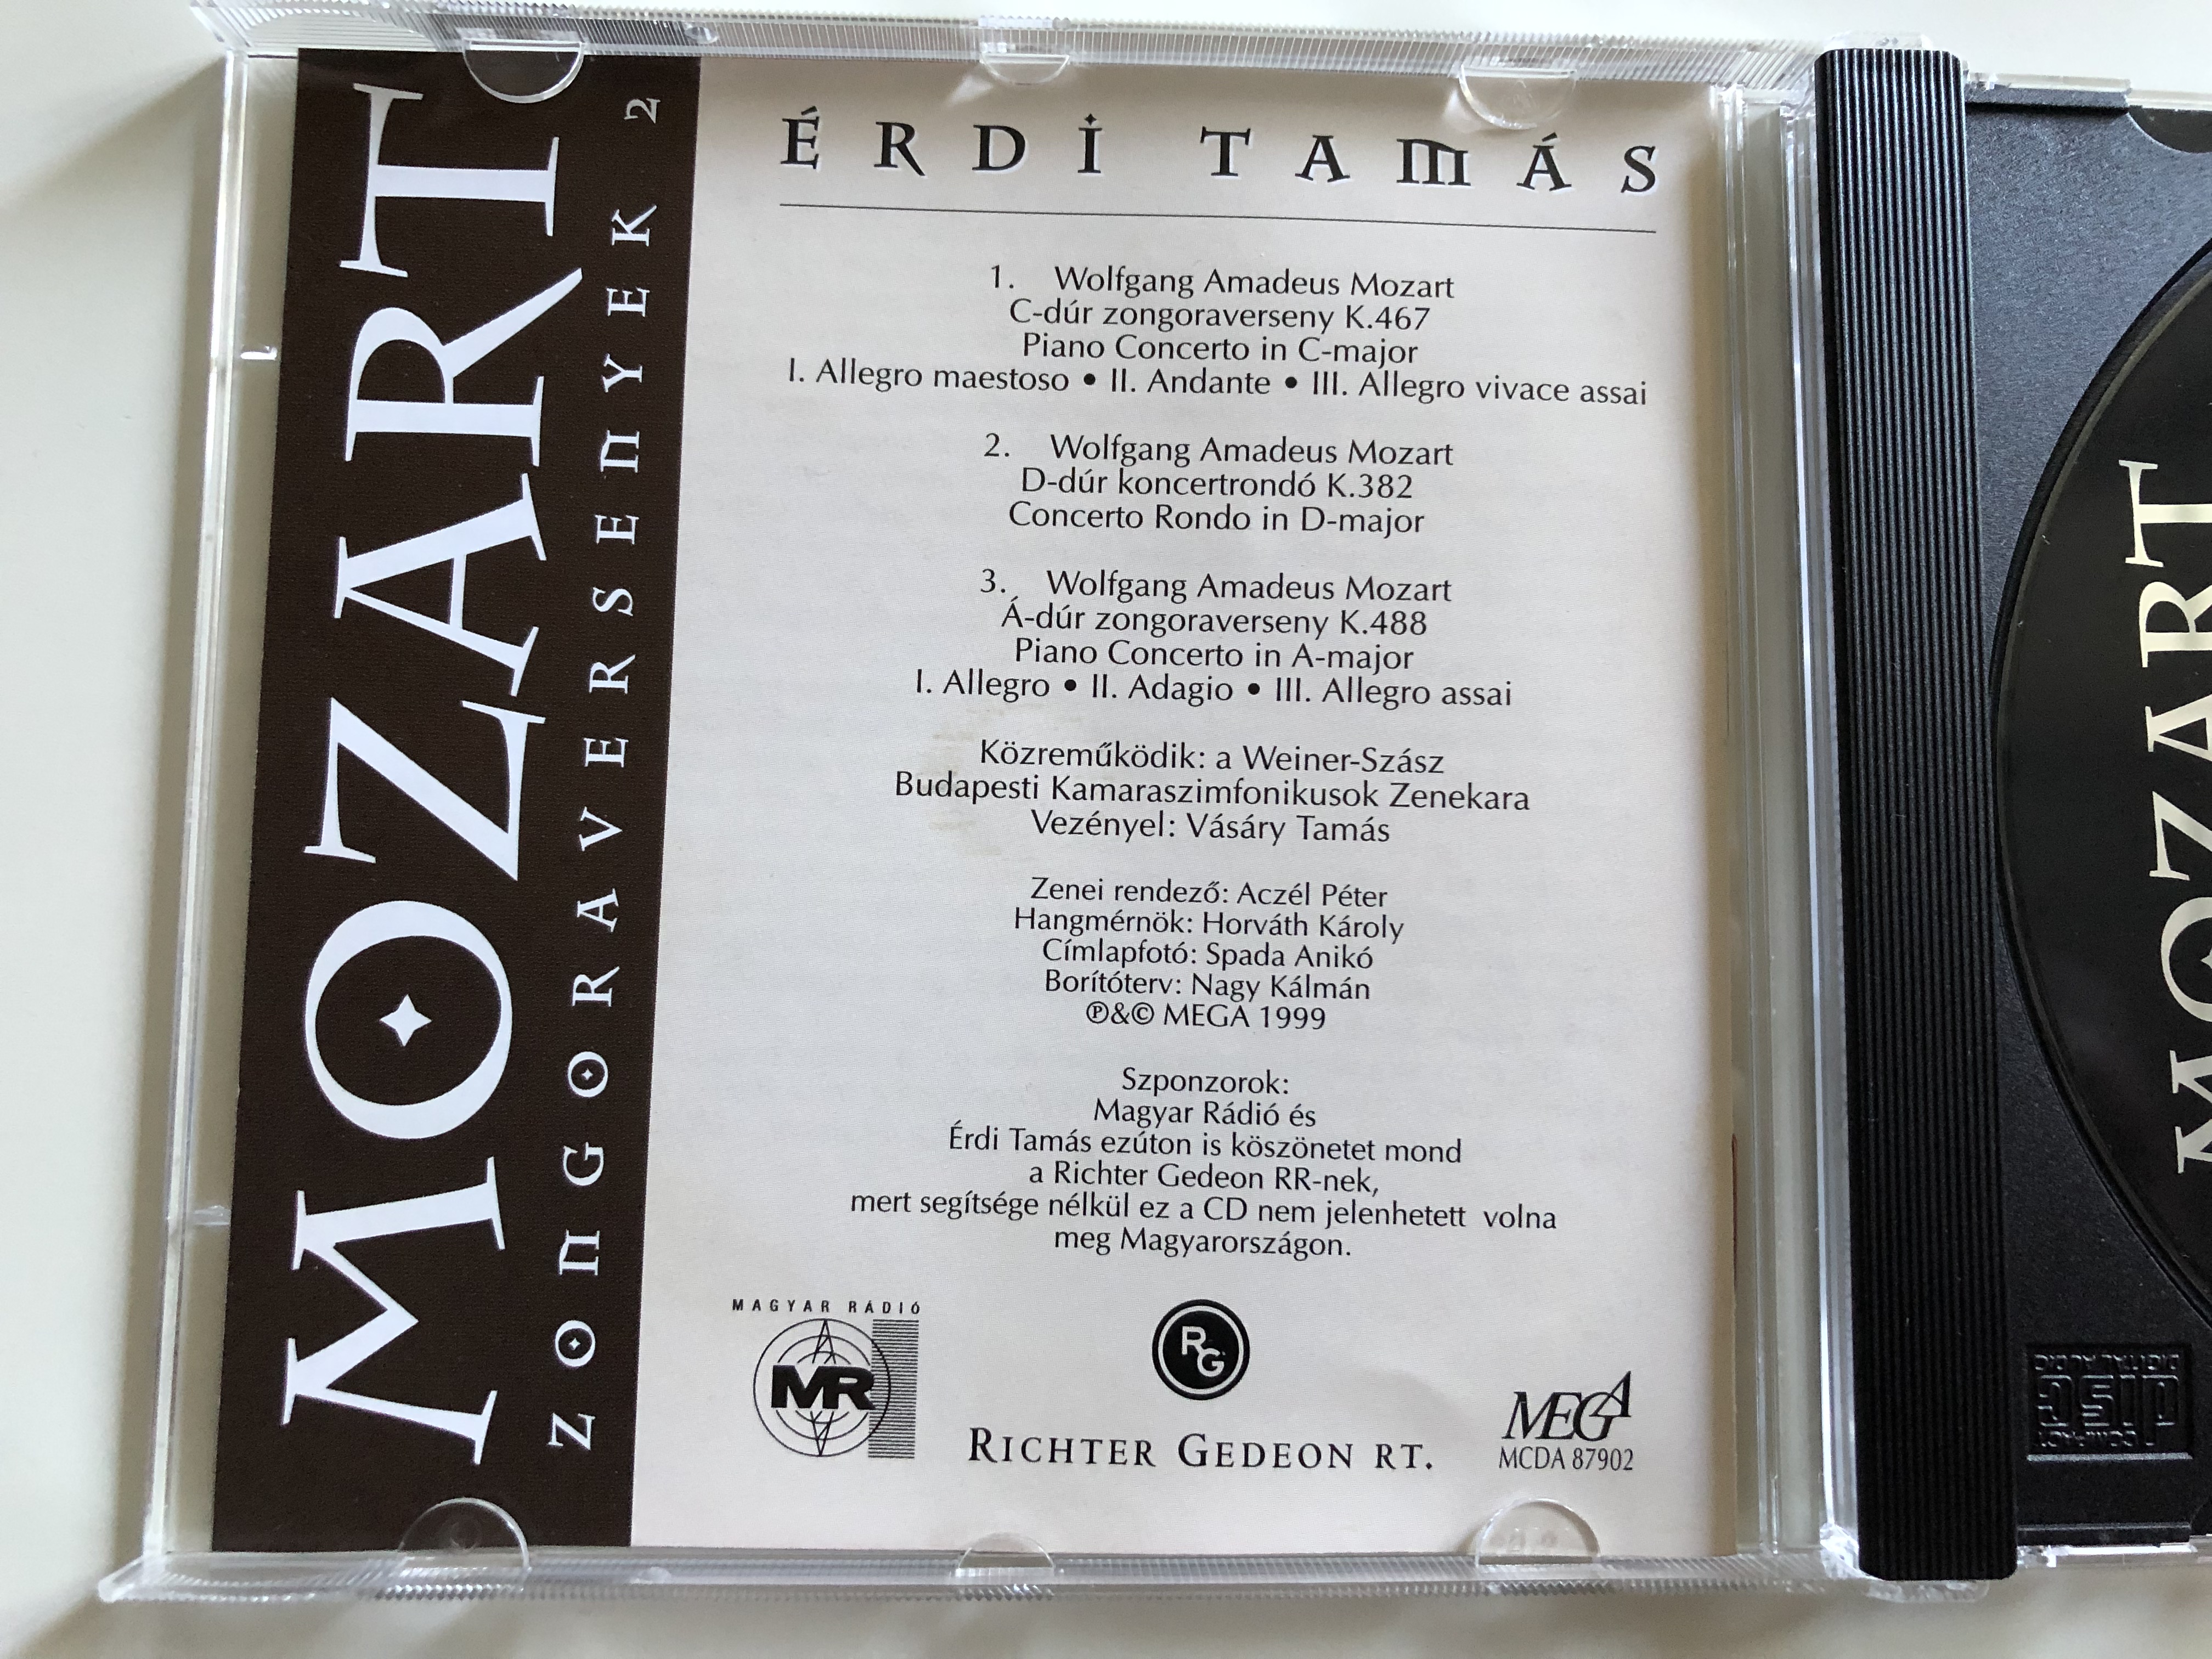 MOZART
ZONGORAVERSENYEK 2
ÉRDI TAMÁS
1. Wolfgang Amadeus Mozart
C-dúr zongoraverseny K.467
Piano Concerto in C-major
I. Allegro maestoso • II. Andante • III. Allegro vivace assai
2. Wolfgang Amadeus Mozart
D-dúr koncertrondó K.382
Concerto Rondo in D-major
3. Wolfgang Amadeus Mozart
Á-dúr zongoraverseny K.488
Piano Concerto in A-major
I. Allegro • II. Adagio • III. Allegro assai
Közreműködik: a Weiner-Szász
Budapesti Kamaraszimfonikusok Zenekara
Vezényel: Vásáry Tamás
Zenei rendező: Aczél Péter
Hangmérnök: Horváth Károly
Címlapfotó: Spada Anikó
Borítóterv: Nagy Kálmán
℗&© MEGA 1999
Szponzorok:
Magyar Rádió és
Érdi Tamás ezúton is köszönetet mond
a Richter Gedeon RR-nek,
mert segítsége nélkül ez a CD nem jelenhetett volna
meg Magyarországon.
MAGYAR RÁDIÓ
MR
RG
RICHTER GEDEON RT.
MEGA
MCDA 87902
MOZART
COMPACT
disc
DIGITAL AUDIO